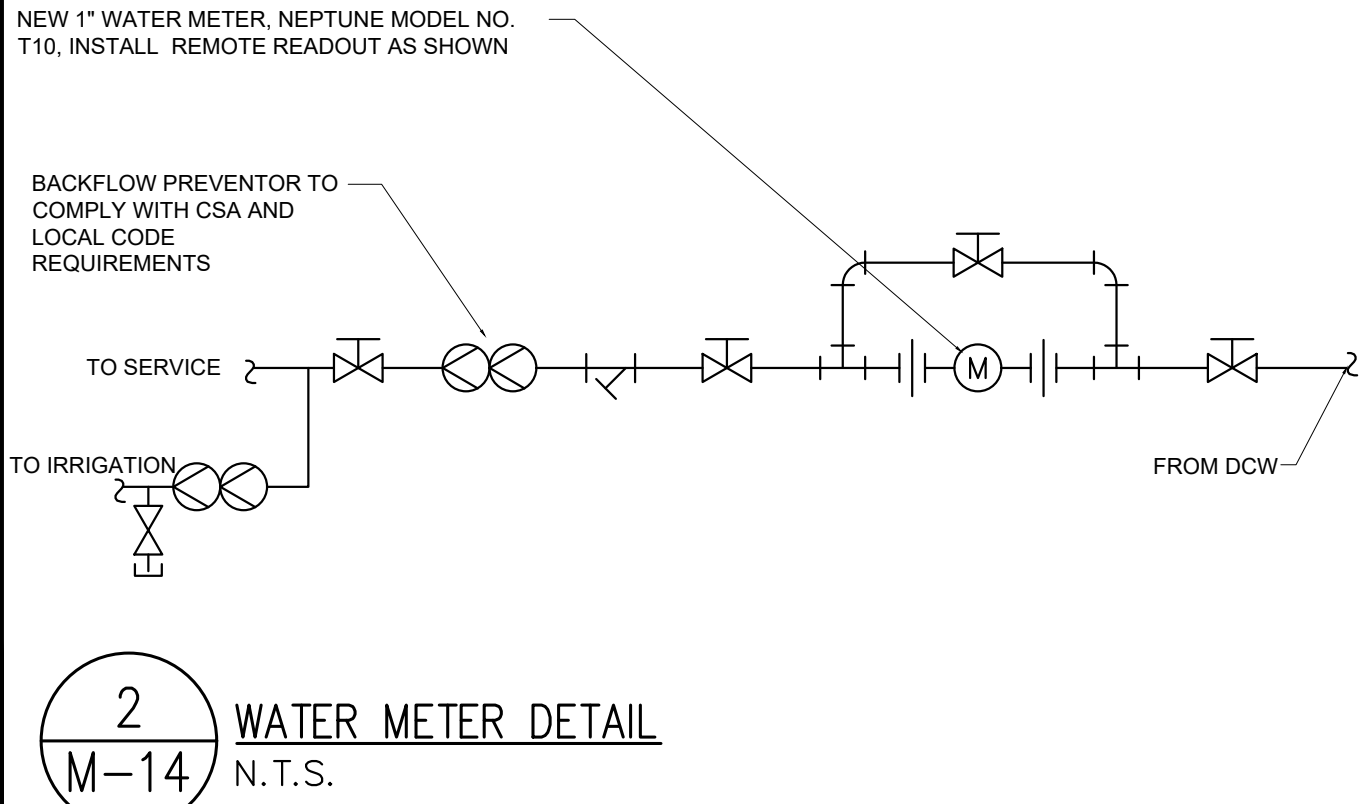 NEW 1" WATER METER, NEPTUNE MODEL NO.
T10, INSTALL REMOTE READOUT AS SHOWN
BACKFLOW PREVENTOR TO
COMPLY WITH CSA AND
LOCAL CODE
REQUIREMENTS
TO SERVICE
M
TO IRRIGATION
FROM DCW
2
M-14
WATER METER DETAIL
N.T.S.